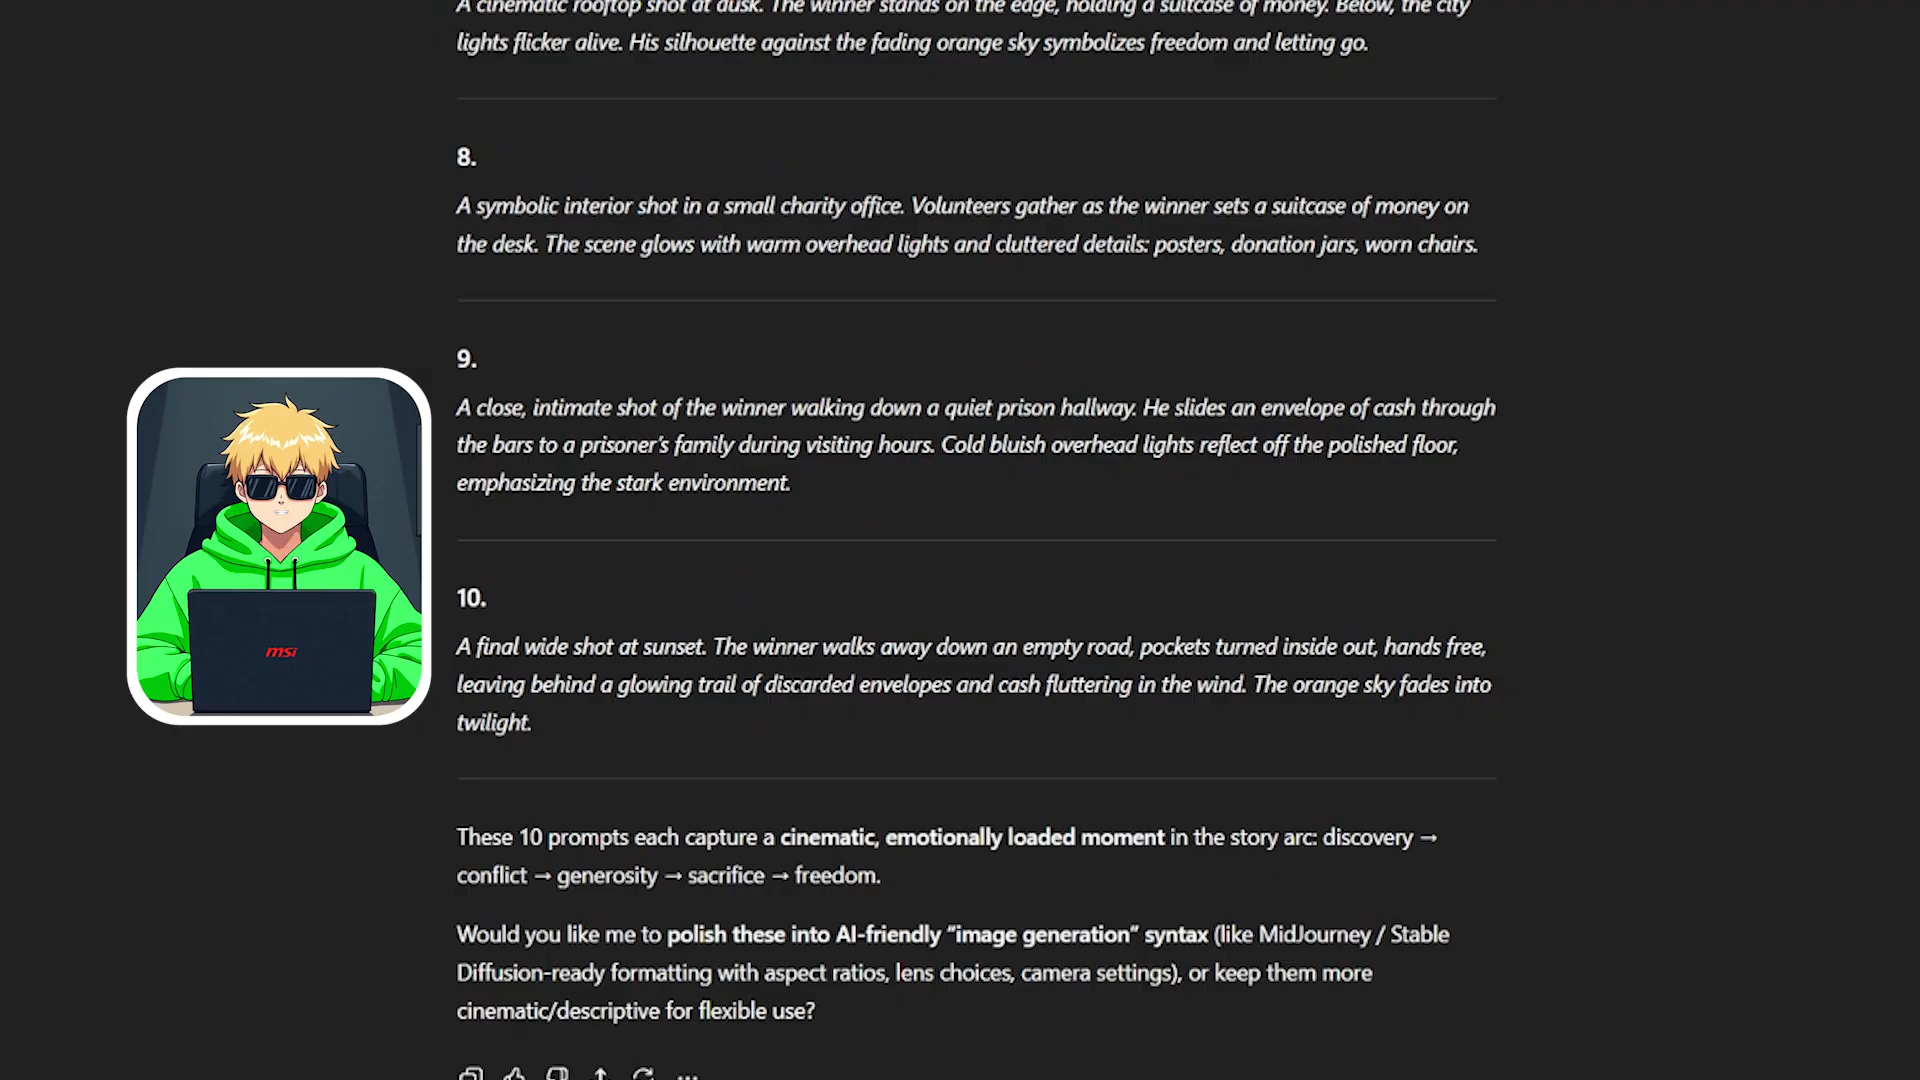 A cinematic rooftop shot at dusk. The winner stands on the edge, holding a suitcase of money. Below, the city
lights flicker alive. His silhouette against the fading orange sky symbolizes freedom and letting go.
8.
A symbolic interior shot in a small charity office. Volunteers gather as the winner sets a suitcase of money on
the desk. The scene glows with warm overhead lights and cluttered details: posters, donation jars, worn chairs.
9.
A close, intimate shot of the winner walking down a quiet prison hallway. He slides an envelope of cash through
the bars to a prisoner’s family during visiting hours. Cold bluish overhead lights reflect off the polished floor,
emphasizing the stark environment.
msi
10.
A final wide shot at sunset. The winner walks away down an empty road, pockets turned inside out, hands free,
leaving behind a glowing trail of discarded envelopes and cash fluttering in the wind. The orange sky fades into
twilight.
These 10 prompts each capture a cinematic, emotionally loaded moment in the story arc: discovery →
conflict → generosity → sacrifice → freedom.
Would you like me to polish these into AI-friendly “image generation” syntax (like MidJourney / Stable
Diffusion-ready formatting with aspect ratios, lens choices, camera settings), or keep them more
cinematic/descriptive for flexible use?